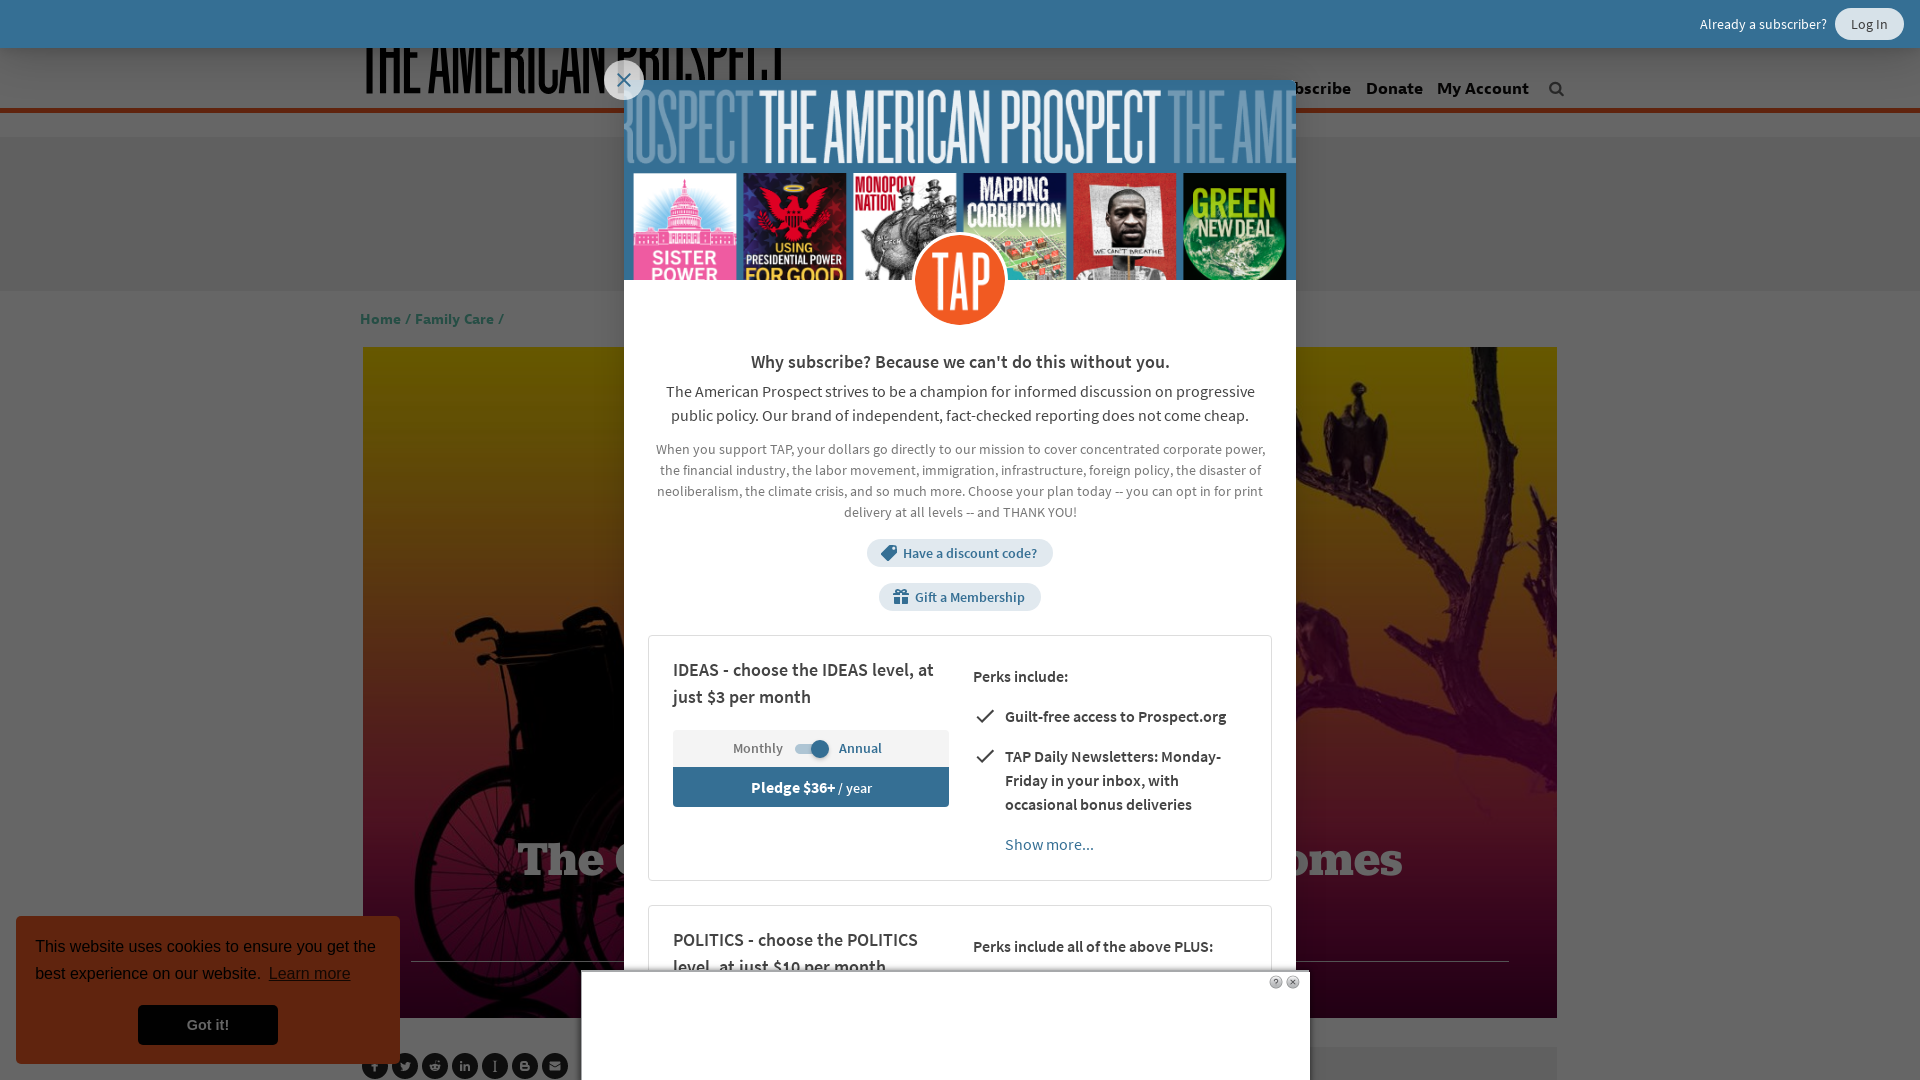 Already a subscriber? Log In
THE AMERICAN PROSPECT
Donate My Account
PROSPECT THE AMERICAN PROSPECT THE AME
SISTER POWER
USING PRESIDENTIAL POWER FOR GOOD
MONOPOLY NATION
MAPPING CORRUPTION
WE CAN'T BREATHE
GREEN NEW DEAL
TAP
Home / Family Care /
Why subscribe? Because we can't do this without you.
The American Prospect strives to be a champion for informed discussion on progressive
public policy. Our brand of independent, fact-checked reporting does not come cheap.
When you support TAP, your dollars go directly to our mission to cover concentrated corporate power,
the financial industry, the labor movement, immigration, infrastructure, foreign policy, the disaster of
neoliberalism, the climate crisis, and so much more. Choose your plan today -- you can opt in for print
delivery at all levels -- and THANK YOU!
Have a discount code?
Gift a Membership
IDEAS - choose the IDEAS level, at
just $3 per month
Monthly Annual
Pledge $36+ / year
Perks include:
Guilt-free access to Prospect.org
TAP Daily Newsletters: Monday-
Friday in your inbox, with
occasional bonus deliveries
Show more...
The
POLITICS - choose the POLITICS
level, at just $10 per month
Perks include all of the above PLUS:
This website uses cookies to ensure you get the
best experience on our website. Learn more
Got it!